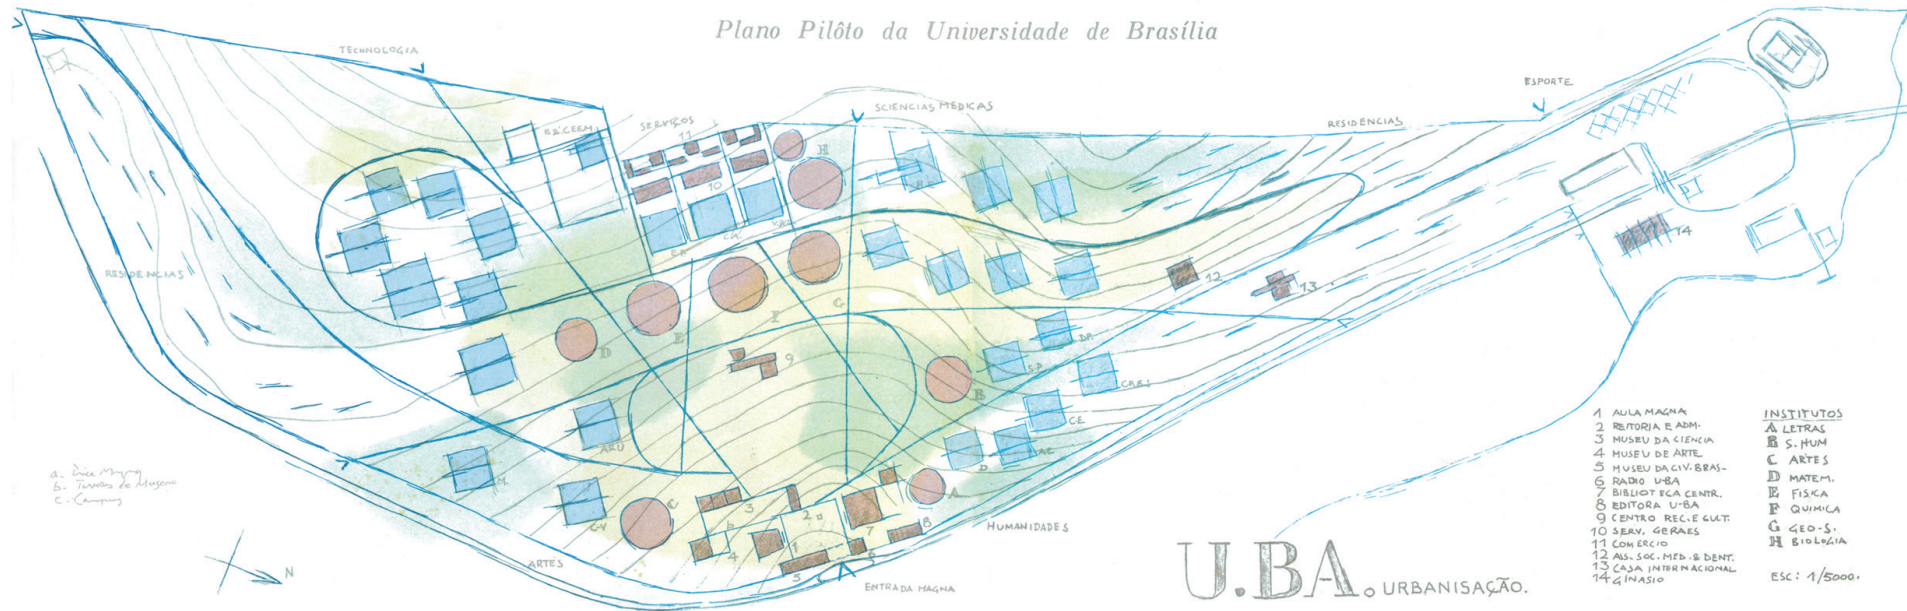 Plano Pilôto da Universidade de Brasília
TECHNOLOGIA
SERVIÇOS
SCIENCIAS MEDICAS
ESPORTE
RESIDENCIAS
11
H
10
RESIDENCIAS
14
12
13
G
F
E
D
9
DP.
S.P.
B
CE
ARU
D
C
3
2
A
7
8
4
1
6
5
HUMANIDADES
ARTES
ENTRADA MAGNA
N
b.
c. Campus
U.BA. URBANISAÇÃO.
1 AULA MAGNA
2 REITORIA E ADM.
3 MUSEU DA CIENCIA
4 MUSEU DE ARTE
5 MUSEU DA CIV. BRAS-
6 RADIO U-BA
7 BIBLIOTECA CENTR.
8 EDITORA U-BA
9 CENTRO REC. E CULT.
10 SERV. GERAES
11 COMERCIO
12 ASS. SOC. MED. & DENT.
13 CASA INTERNACIONAL
14 GINASIO
INSTITUTOS
A LETRAS
B S. HUM
C ARTES
D MATEM.
E FISICA
F QUIMICA
G GEO-S.
H BIOLOGIA
ESC: 1/5000.